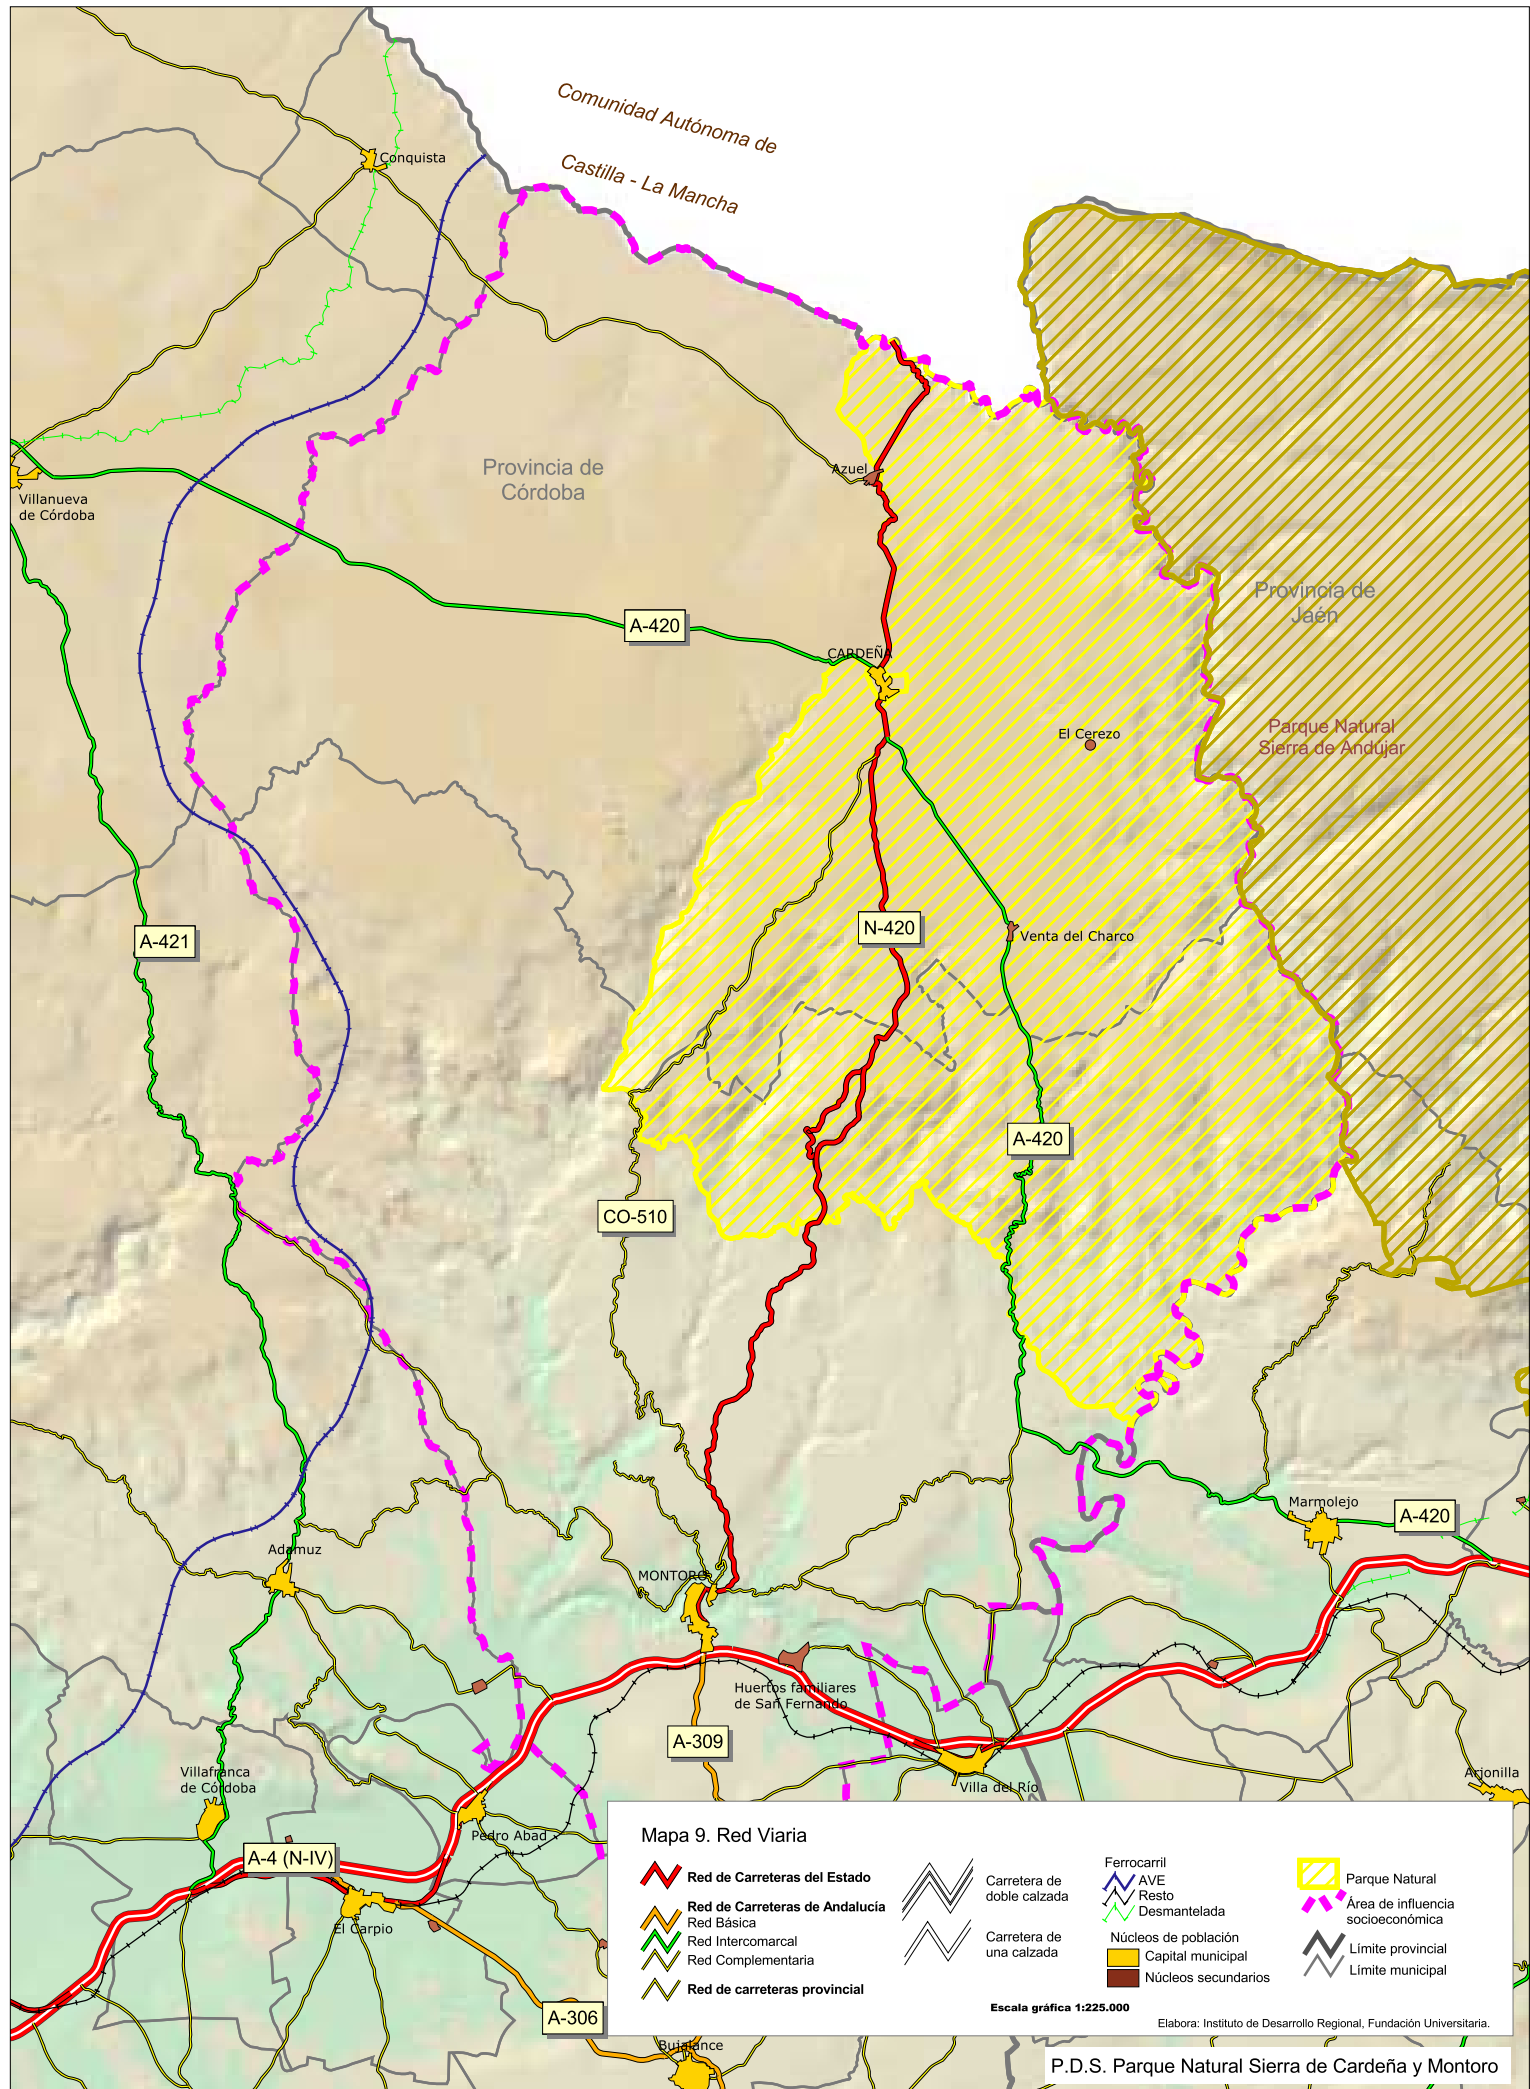 Comunidad Autónoma de
Castilla - La Mancha
Conquista
Provincia de
Córdoba
Azuel
Villanueva
de Córdoba
Provincia de
Jaén
A-420
CARDEÑA
Parque Natural
Sierra de Andújar
El Cerezo
A-421
N-420
Venta del Charco
A-420
CO-510
Marmolejo
A-420
Adamuz
MONTORO
Huertos familiares
de San Fernando
A-309
Villa del Río
Arjonilla
Villafranca
de Córdoba
Pedro Abad
A-4 (N-IV)
El Carpio
A-306
Bujalance
Mapa 9. Red Viaria
Red de Carreteras del Estado
Red de Carreteras de Andalucía
Red Básica
Red Intercomarcal
Red Complementaria
Red de carreteras provincial
Carretera de
doble calzada
Carretera de
una calzada
Ferrocarril
AVE
Resto
Desmantelada
Núcleos de población
Capital municipal
Núcleos secundarios
Parque Natural
Área de influencia
socioeconómica
Límite provincial
Límite municipal
Escala gráfica 1:225.000
Elabora: Instituto de Desarrollo Regional, Fundación Universitaria.
P.D.S. Parque Natural Sierra de Cardeña y Montoro